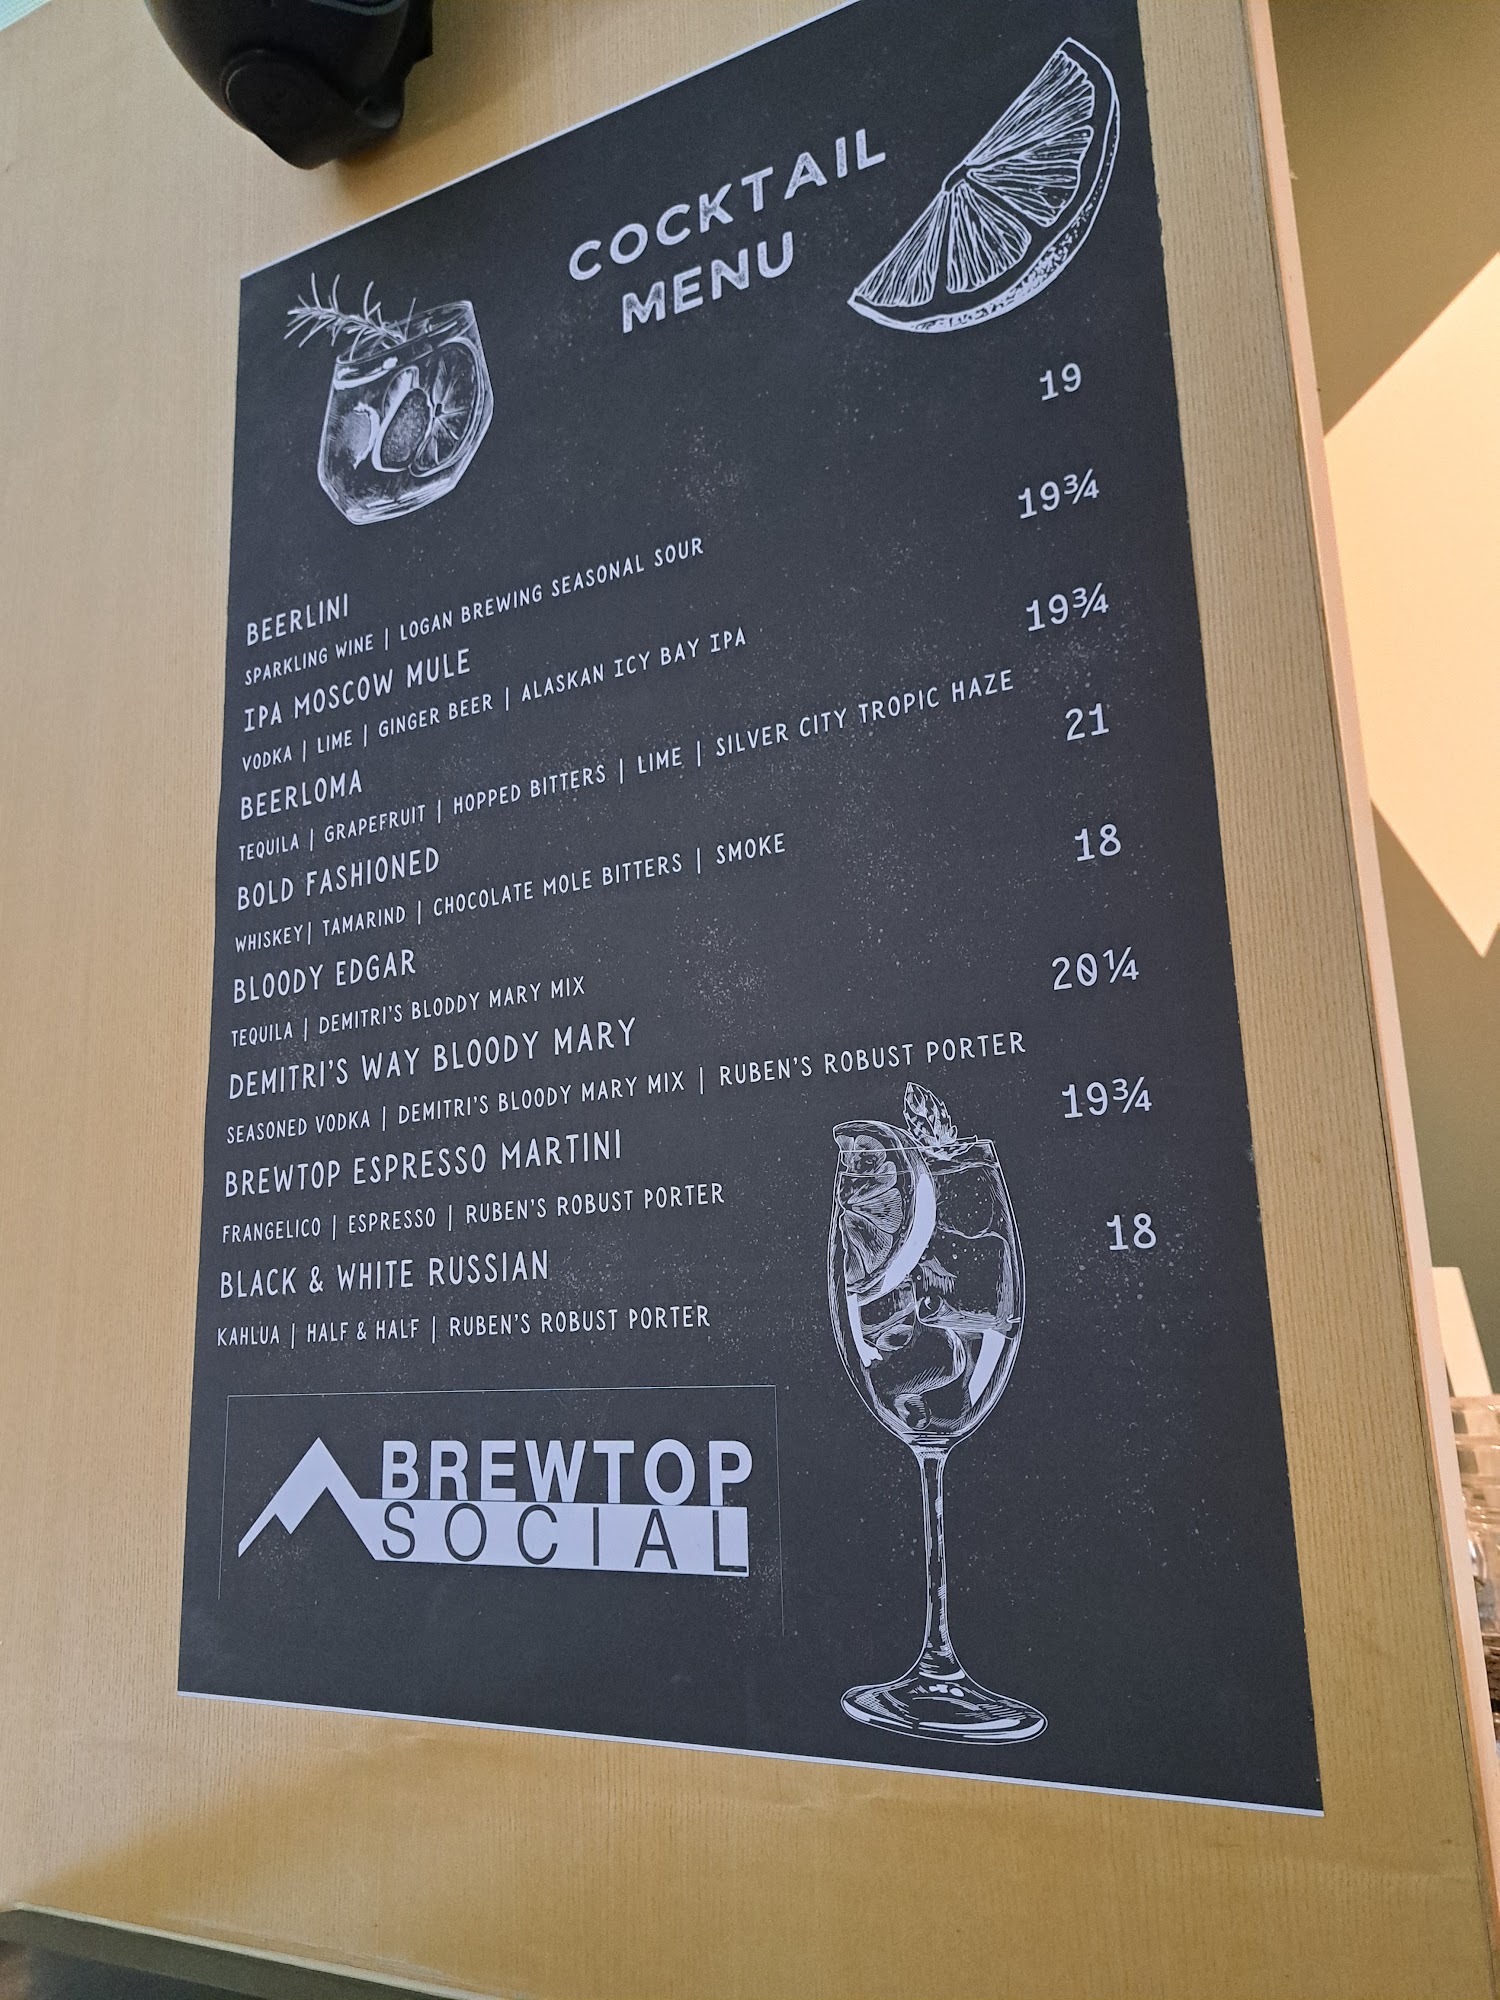 COCKTAIL
MENU
BEERLINI 19
SPARKLING WINE | LOGAN BREWING SEASONAL SOUR
IPA MOSCOW MULE 19¾
VODKA | LIME | GINGER BEER | ALASKAN ICY BAY IPA
BEERLOMA 19¾
TEQUILA | GRAPEFRUIT | HOPPED BITTERS | LIME | SILVER CITY TROPIC HAZE
BOLD FASHIONED 21
WHISKEY| TAMARIND | CHOCOLATE MOLE BITTERS | SMOKE
BLOODY EDGAR 18
TEQUILA | DEMITRI'S BLODDY MARY MIX
DEMITRI'S WAY BLOODY MARY 20¼
SEASONED VODKA | DEMITRI'S BLOODY MARY MIX | RUBEN'S ROBUST PORTER
BREWTOP ESPRESSO MARTINI 19¾
FRANGELICO | ESPRESSO | RUBEN'S ROBUST PORTER
BLACK & WHITE RUSSIAN 18
KAHLUA | HALF & HALF | RUBEN'S ROBUST PORTER
BREWTOP
SOCIAL